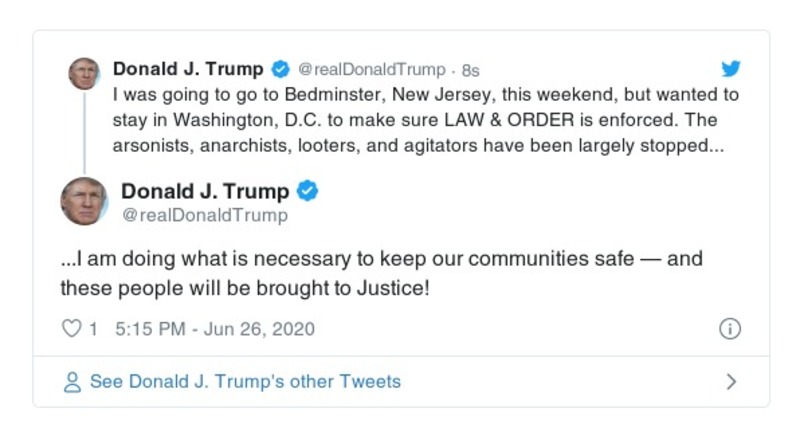 Donald J. Trump @realDonaldTrump · 8s
I was going to go to Bedminster, New Jersey, this weekend, but wanted to
stay in Washington, D.C. to make sure LAW & ORDER is enforced. The
arsonists, anarchists, looters, and agitators have been largely stopped...
Donald J. Trump
@realDonaldTrump
...I am doing what is necessary to keep our communities safe — and
these people will be brought to Justice!
1 5:15 PM - Jun 26, 2020
See Donald J. Trump's other Tweets